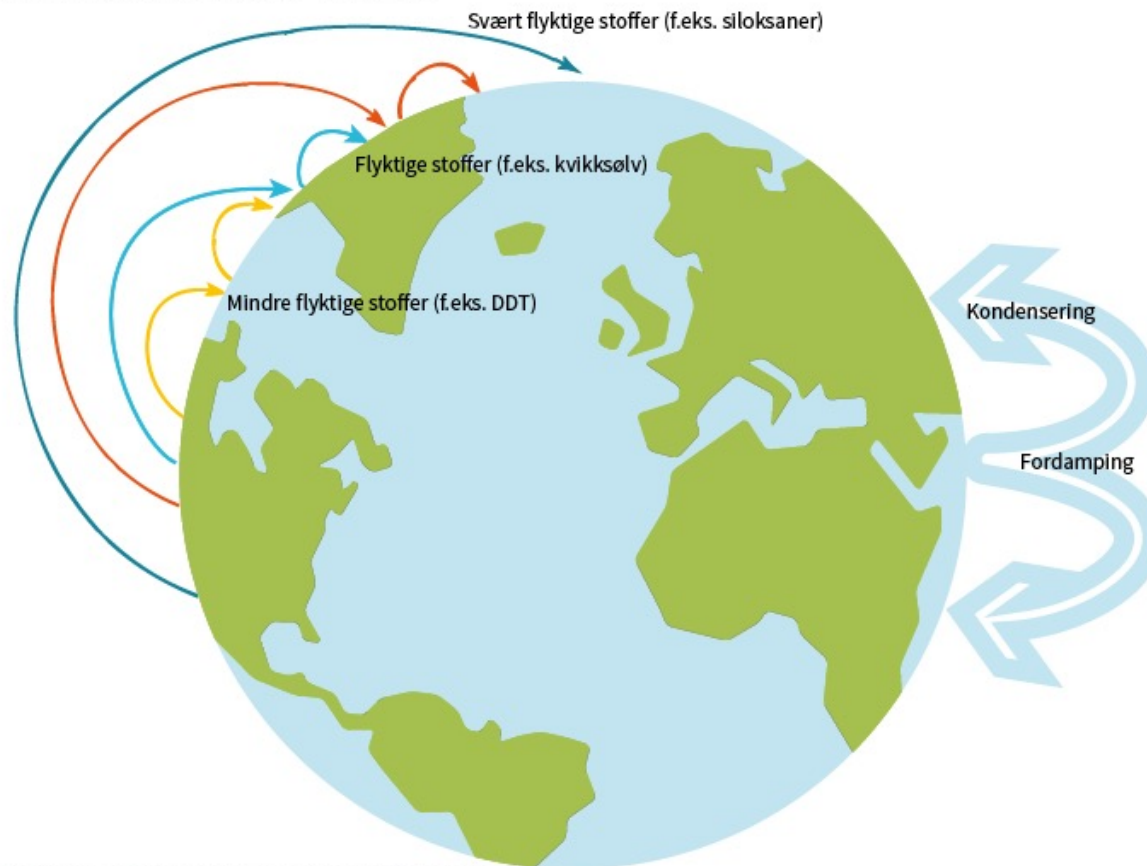 Svært flyktige stoffer (f.eks. siloksaner)
Flyktige stoffer (f.eks. kvikksølv)
Mindre flyktige stoffer (f.eks. DDT)
Kondensering
Fordamping